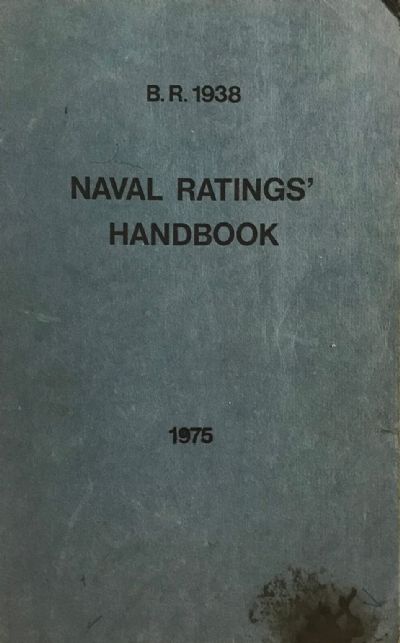 B.R. 1938
NAVAL RATINGS'
HANDBOOK
1975